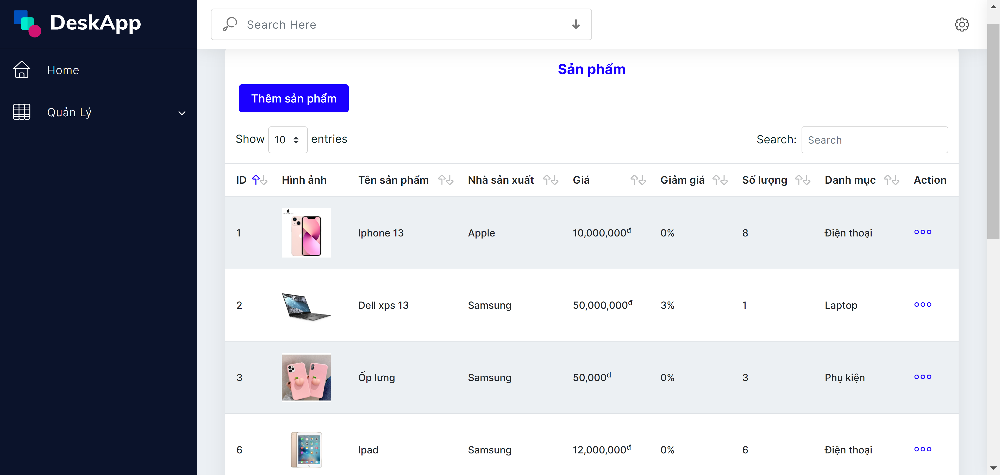 DeskApp
Search Here
Home
Quản Lý
Sản phẩm
Thêm sản phẩm
Show 10 entries
Search: Search
ID Hình ảnh Tên sản phẩm Nhà sản xuất Giá Giảm giá Số lượng Danh mục Action
1 Iphone 13 Apple 10,000,000đ 0% 8 Điện thoại
2 Dell xps 13 Samsung 50,000,000đ 3% 1 Laptop
3 Ốp lưng Samsung 50,000đ 0% 3 Phụ kiện
6 Ipad Samsung 12,000,000đ 0% 6 Điện thoại